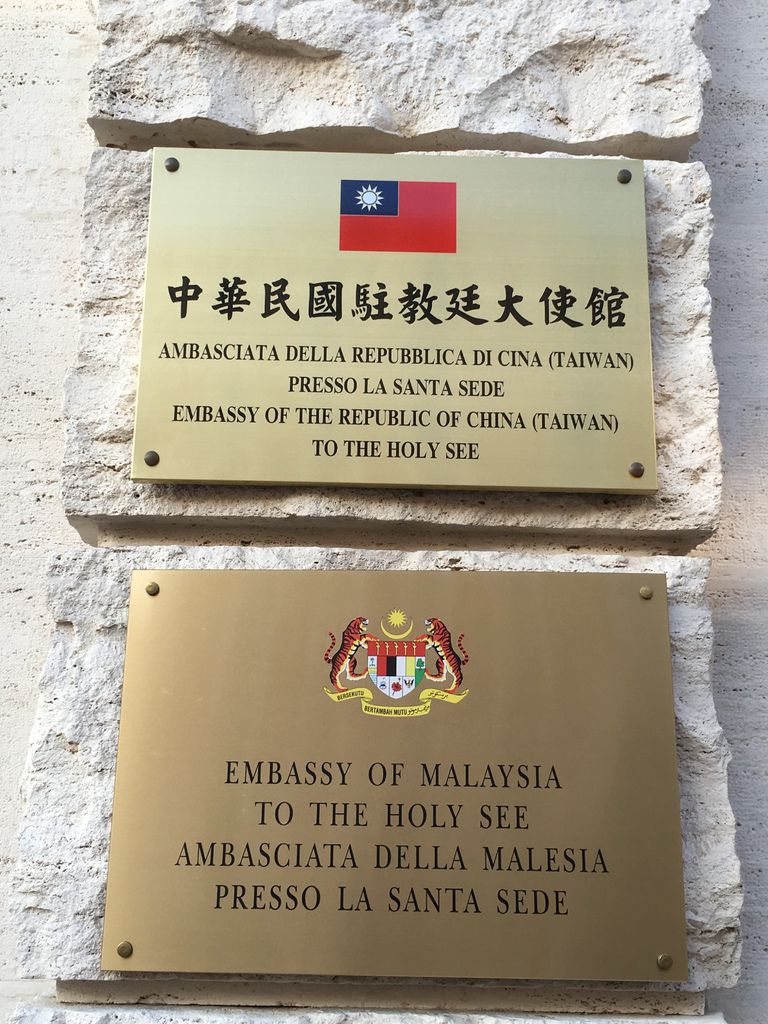 中華民國駐教廷大使館
AMBASCIATA DELLA REPUBBLICA DI CINA (TAIWAN)
PRESSO LA SANTA SEDE
EMBASSY OF THE REPUBLIC OF CHINA (TAIWAN)
TO THE HOLY SEE
BERSEKUTU
BERTAMBAH MUTU
EMBASSY OF MALAYSIA
TO THE HOLY SEE
AMBASCIATA DELLA MALESIA
PRESSO LA SANTA SEDE